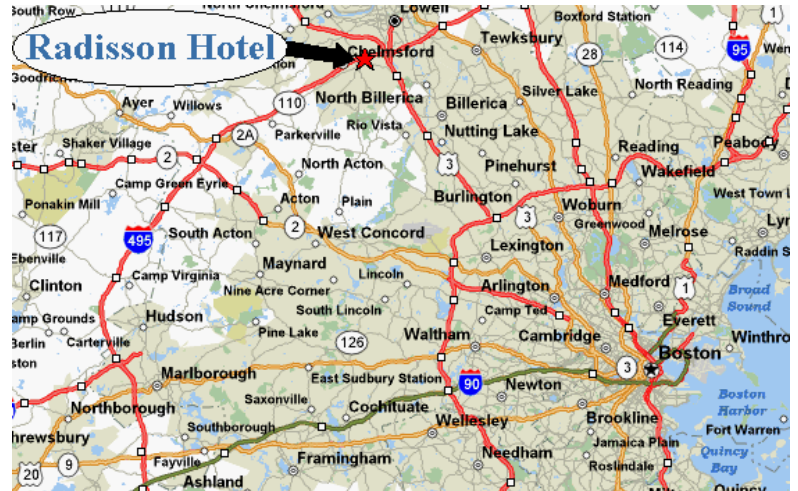 South Row
North Chelmsford
Lowell
Boxford Station
1
Radisson Hotel
Chelmsford
Tewksbury
28
114
95
Ayer
Willows
110
North Billerica
Billerica
Silver Lake
North Reading
2A
Parkerville
Rio Vista
Nutting Lake
Shaker Village
2
North Acton
3
Pinehurst
Reading
Peabody
Wakefield
Camp Green Eyrie
Acton
Plain
Burlington
3
Woburn
West Town
Ponakin Mill
117
495
South Acton
2
West Concord
Greenwood
Melrose
Lexington
Raddin S
Maynard
Lincoln
Camp Virginia
Arlington
Medford
1
Broad
Sound
Clinton
Nine Acre Corner
South Lincoln
Camp Ted
Everett
amp Grounds
Hudson
Pine Lake
126
Waltham
Cambridge
Winthro
Berlin
Carterville
3
Boston
Marlborough
East Sudbury Station
90
Newton
Boston
Harbor
Northborough
Saxonville
Cochituate
Brookline
Fort Warren
hrewsbury
Southborough
Wellesley
Jamaica Plain
Quincy
Bay
20
9
Fayville
Framingham
Needham
Roslindale
Ashland
Quincy